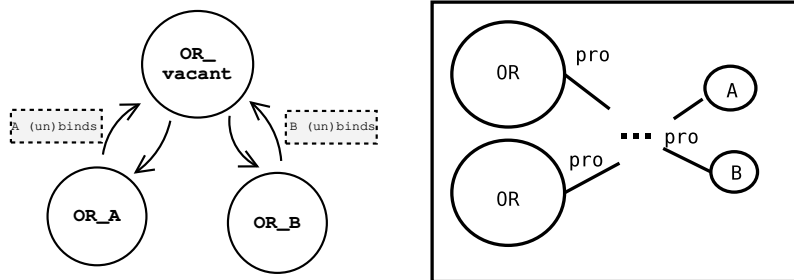 OR_
vacant
A (un)binds
B (un)binds
OR_A
OR_B
OR
pro
A
pro
pro
B
OR